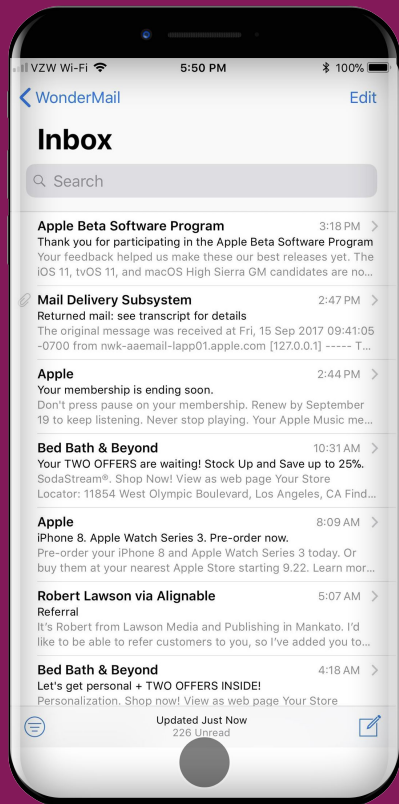 VZW Wi-Fi 5:50 PM 100%
WonderMail Edit
Inbox
Search
Apple Beta Software Program 3:18 PM
Thank you for participating in the Apple Beta Software Program
Your feedback helped us make these our best releases yet. The
iOS 11, tvOS 11, and macOS High Sierra GM candidates are no...
Mail Delivery Subsystem 2:47 PM
Returned mail: see transcript for details
The original message was received at Fri, 15 Sep 2017 09:41:05
-0700 from nwk-aaemail-lapp01.apple.com [127.0.0.1] ----- T...
Apple 2:44 PM
Your membership is ending soon.
Don't press pause on your membership. Renew by September
19 to keep listening. Never stop playing. Your Apple Music me...
Bed Bath & Beyond 10:31 AM
Your TWO OFFERS are waiting! Stock Up and Save up to 25%.
SodaStream®. Shop Now! View as web page Your Store
Locator: 11854 West Olympic Boulevard, Los Angeles, CA Find...
Apple 8:09 AM
iPhone 8. Apple Watch Series 3. Pre-order now.
Pre-order your iPhone 8 and Apple Watch Series 3 today. Or
buy them at your nearest Apple Store starting 9.22. Learn mor...
Robert Lawson via Alignable 5:07 AM
Referral
It's Robert from Lawson Media and Publishing in Mankato. I'd
like to be able to refer customers to you, so I've added you to...
Bed Bath & Beyond 4:18 AM
Let's get personal + TWO OFFERS INSIDE!
Personalization. Shop now! View as web page Your Store
Updated Just Now
226 Unread